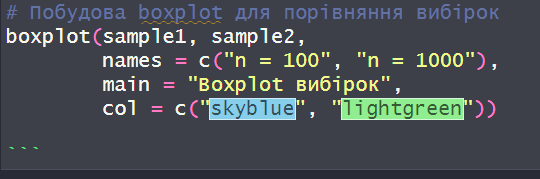 # Побудова boxplot для порівняння вибірок
boxplot(sample1, sample2,
        names = c("n = 100", "n = 1000"),
        main = "Boxplot вибірок",
        col = c("skyblue", "lightgreen"))
```